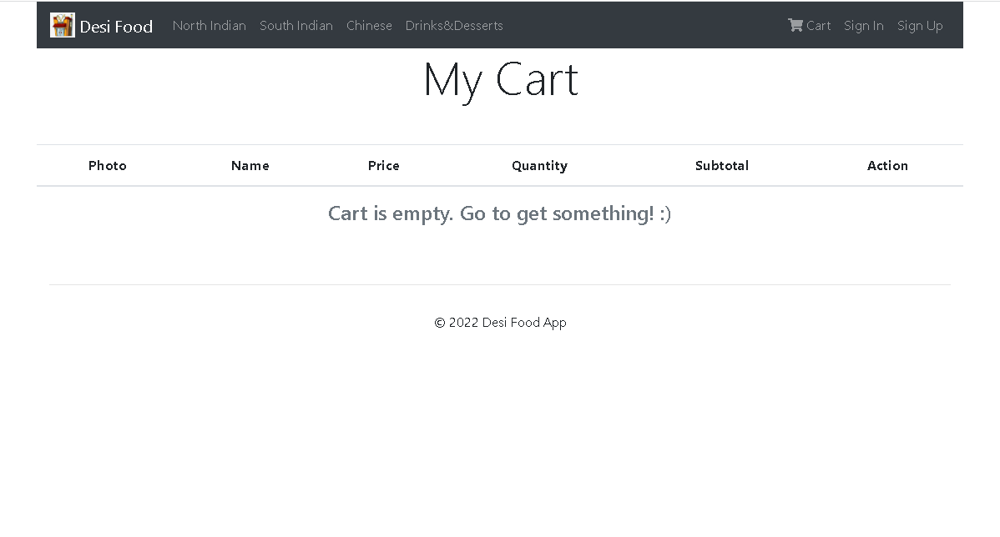 Desi Food North Indian South Indian Chinese Drinks&Desserts Cart Sign In Sign Up
My Cart
Photo Name Price Quantity Subtotal Action
Cart is empty. Go to get something! :)
© 2022 Desi Food App